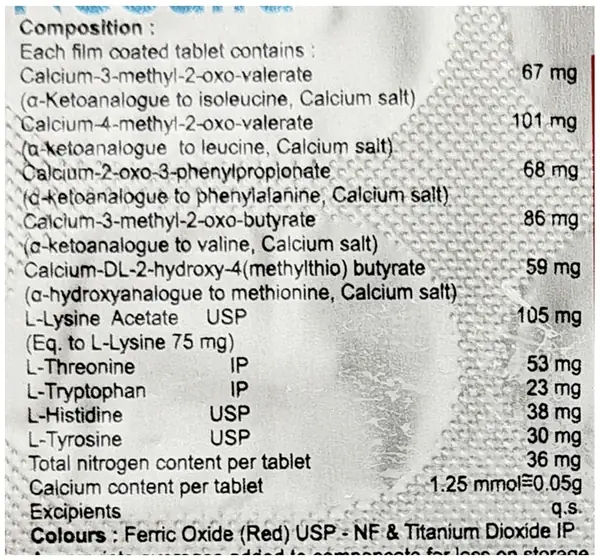 Composition :
Each film coated tablet contains :
Calcium-3-methyl-2-oxo-valerate 67 mg
(α-Ketoanalogue to isoleucine, Calcium salt)
Calcium-4-methyl-2-oxo-valerate 101 mg
(α-ketoanalogue to leucine, Calcium salt)
Calcium-2-oxo-3-phenylpropionate 68 mg
(α-ketoanalogue to phenylalanine, Calcium salt)
Calcium-3-methyl-2-oxo-butyrate 86 mg
(α-ketoanalogue to valine, Calcium salt)
Calcium-DL-2-hydroxy-4(methylthio) butyrate 59 mg
(α-hydroxyanalogue to methionine, Calcium salt)
L-Lysine Acetate USP 105 mg
(Eq. to L-Lysine 75 mg)
L-Threonine IP 53 mg
L-Tryptophan IP 23 mg
L-Histidine USP 38 mg
L-Tyrosine USP 30 mg
Total nitrogen content per tablet 36 mg
Calcium content per tablet 1.25 mmol≡0.05g
Excipients q.s.
Colours : Ferric Oxide (Red) USP - NF & Titanium Dioxide IP